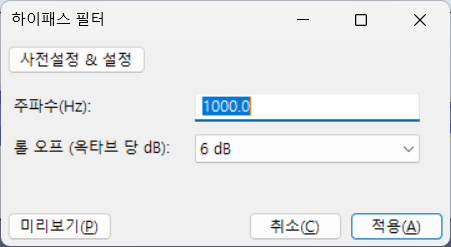 하이패스 필터
사전설정 & 설정
주파수(Hz): 1000.0
롤 오프 (옥타브 당 dB): 6 dB
미리보기(P) 취소(C) 적용(A)